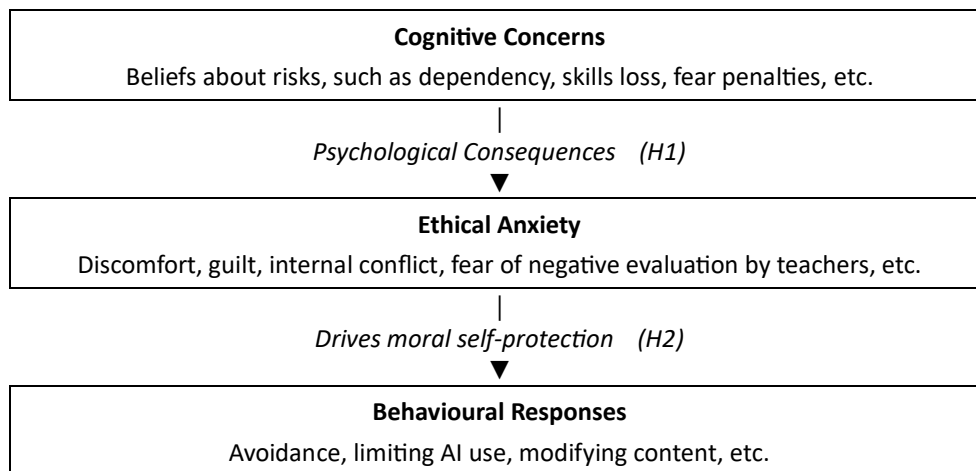 Cognitive Concerns
Beliefs about risks, such as dependency, skills loss, fear penalties, etc.
Psychological Consequences (H1)
Ethical Anxiety
Discomfort, guilt, internal conflict, fear of negative evaluation by teachers, etc.
Drives moral self-protection (H2)
Behavioural Responses
Avoidance, limiting AI use, modifying content, etc.